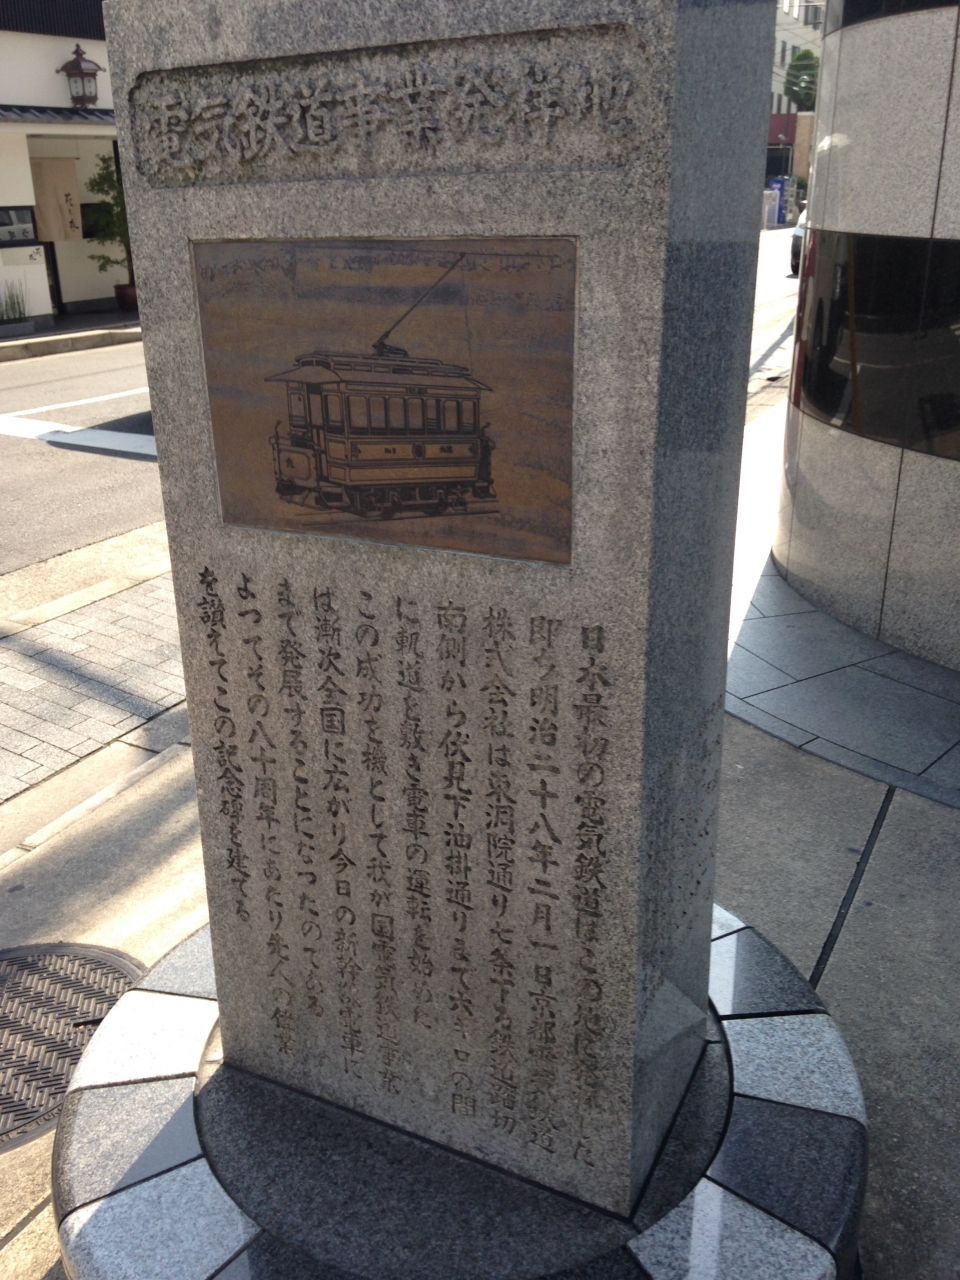 電気鉄道事業発祥地
日本最初の電気鉄道はこの地に発祥した
即ち明治二十八年二月一日京都電気鉄道
株式会社は東洞院通り七条下る鉄道踏切
南側から伏見下油掛通りまで六キロの間
に軌道を敷き電車の運転を始めた
この成功を機として我が国電気鉄道事業
は漸次全国に広がり今日の新幹線電車に
まで発展することになったのである
よつて、その八十周年にあたり先人の偉業
を讃えてこの記念碑を建てる